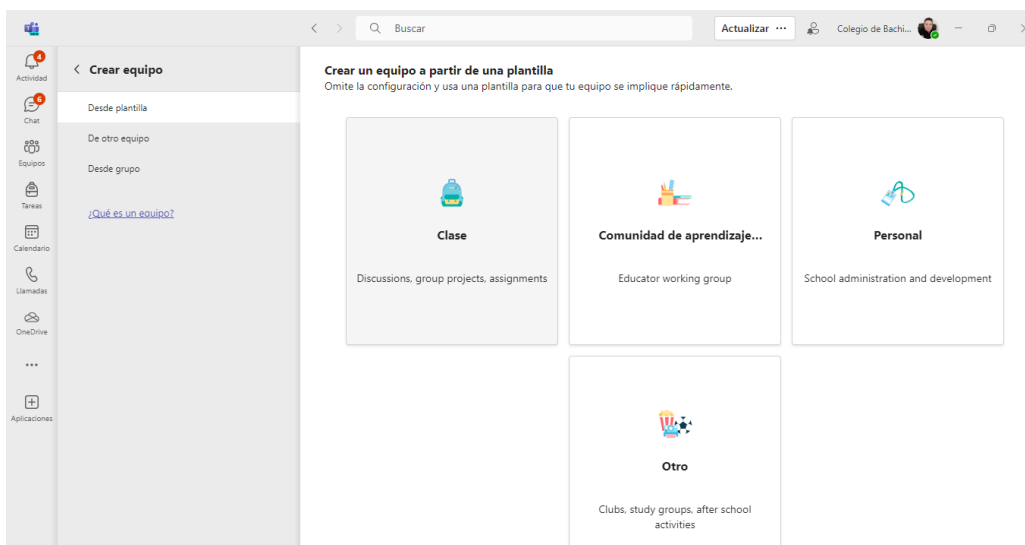 Buscar
Actualizar ···
Colegio de Bachi...
4
Actividad
6
Chat
Equipos
Tareas
Calendario
Llamadas
OneDrive
Aplicaciones
Crear equipo
Desde plantilla
De otro equipo
Desde grupo
¿Qué es un equipo?
Crear un equipo a partir de una plantilla
Omite la configuración y usa una plantilla para que tu equipo se implique rápidamente.
Clase
Discussions, group projects, assignments
Comunidad de aprendizaje...
Educator working group
Personal
School administration and development
Otro
Clubs, study groups, after school
activities